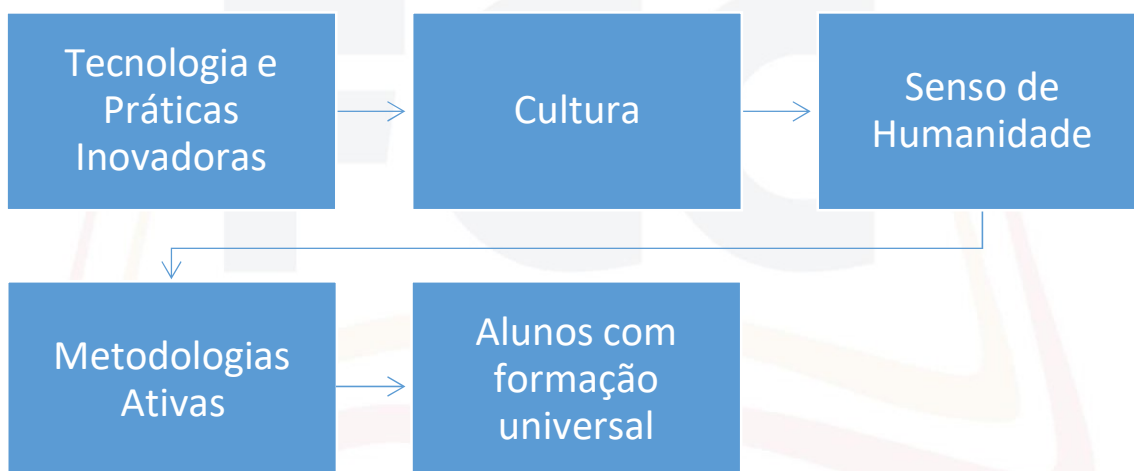 Tecnologia e
Práticas
Inovadoras
Cultura
Senso de
Humanidade
Metodologias
Ativas
Alunos com
formação
universal